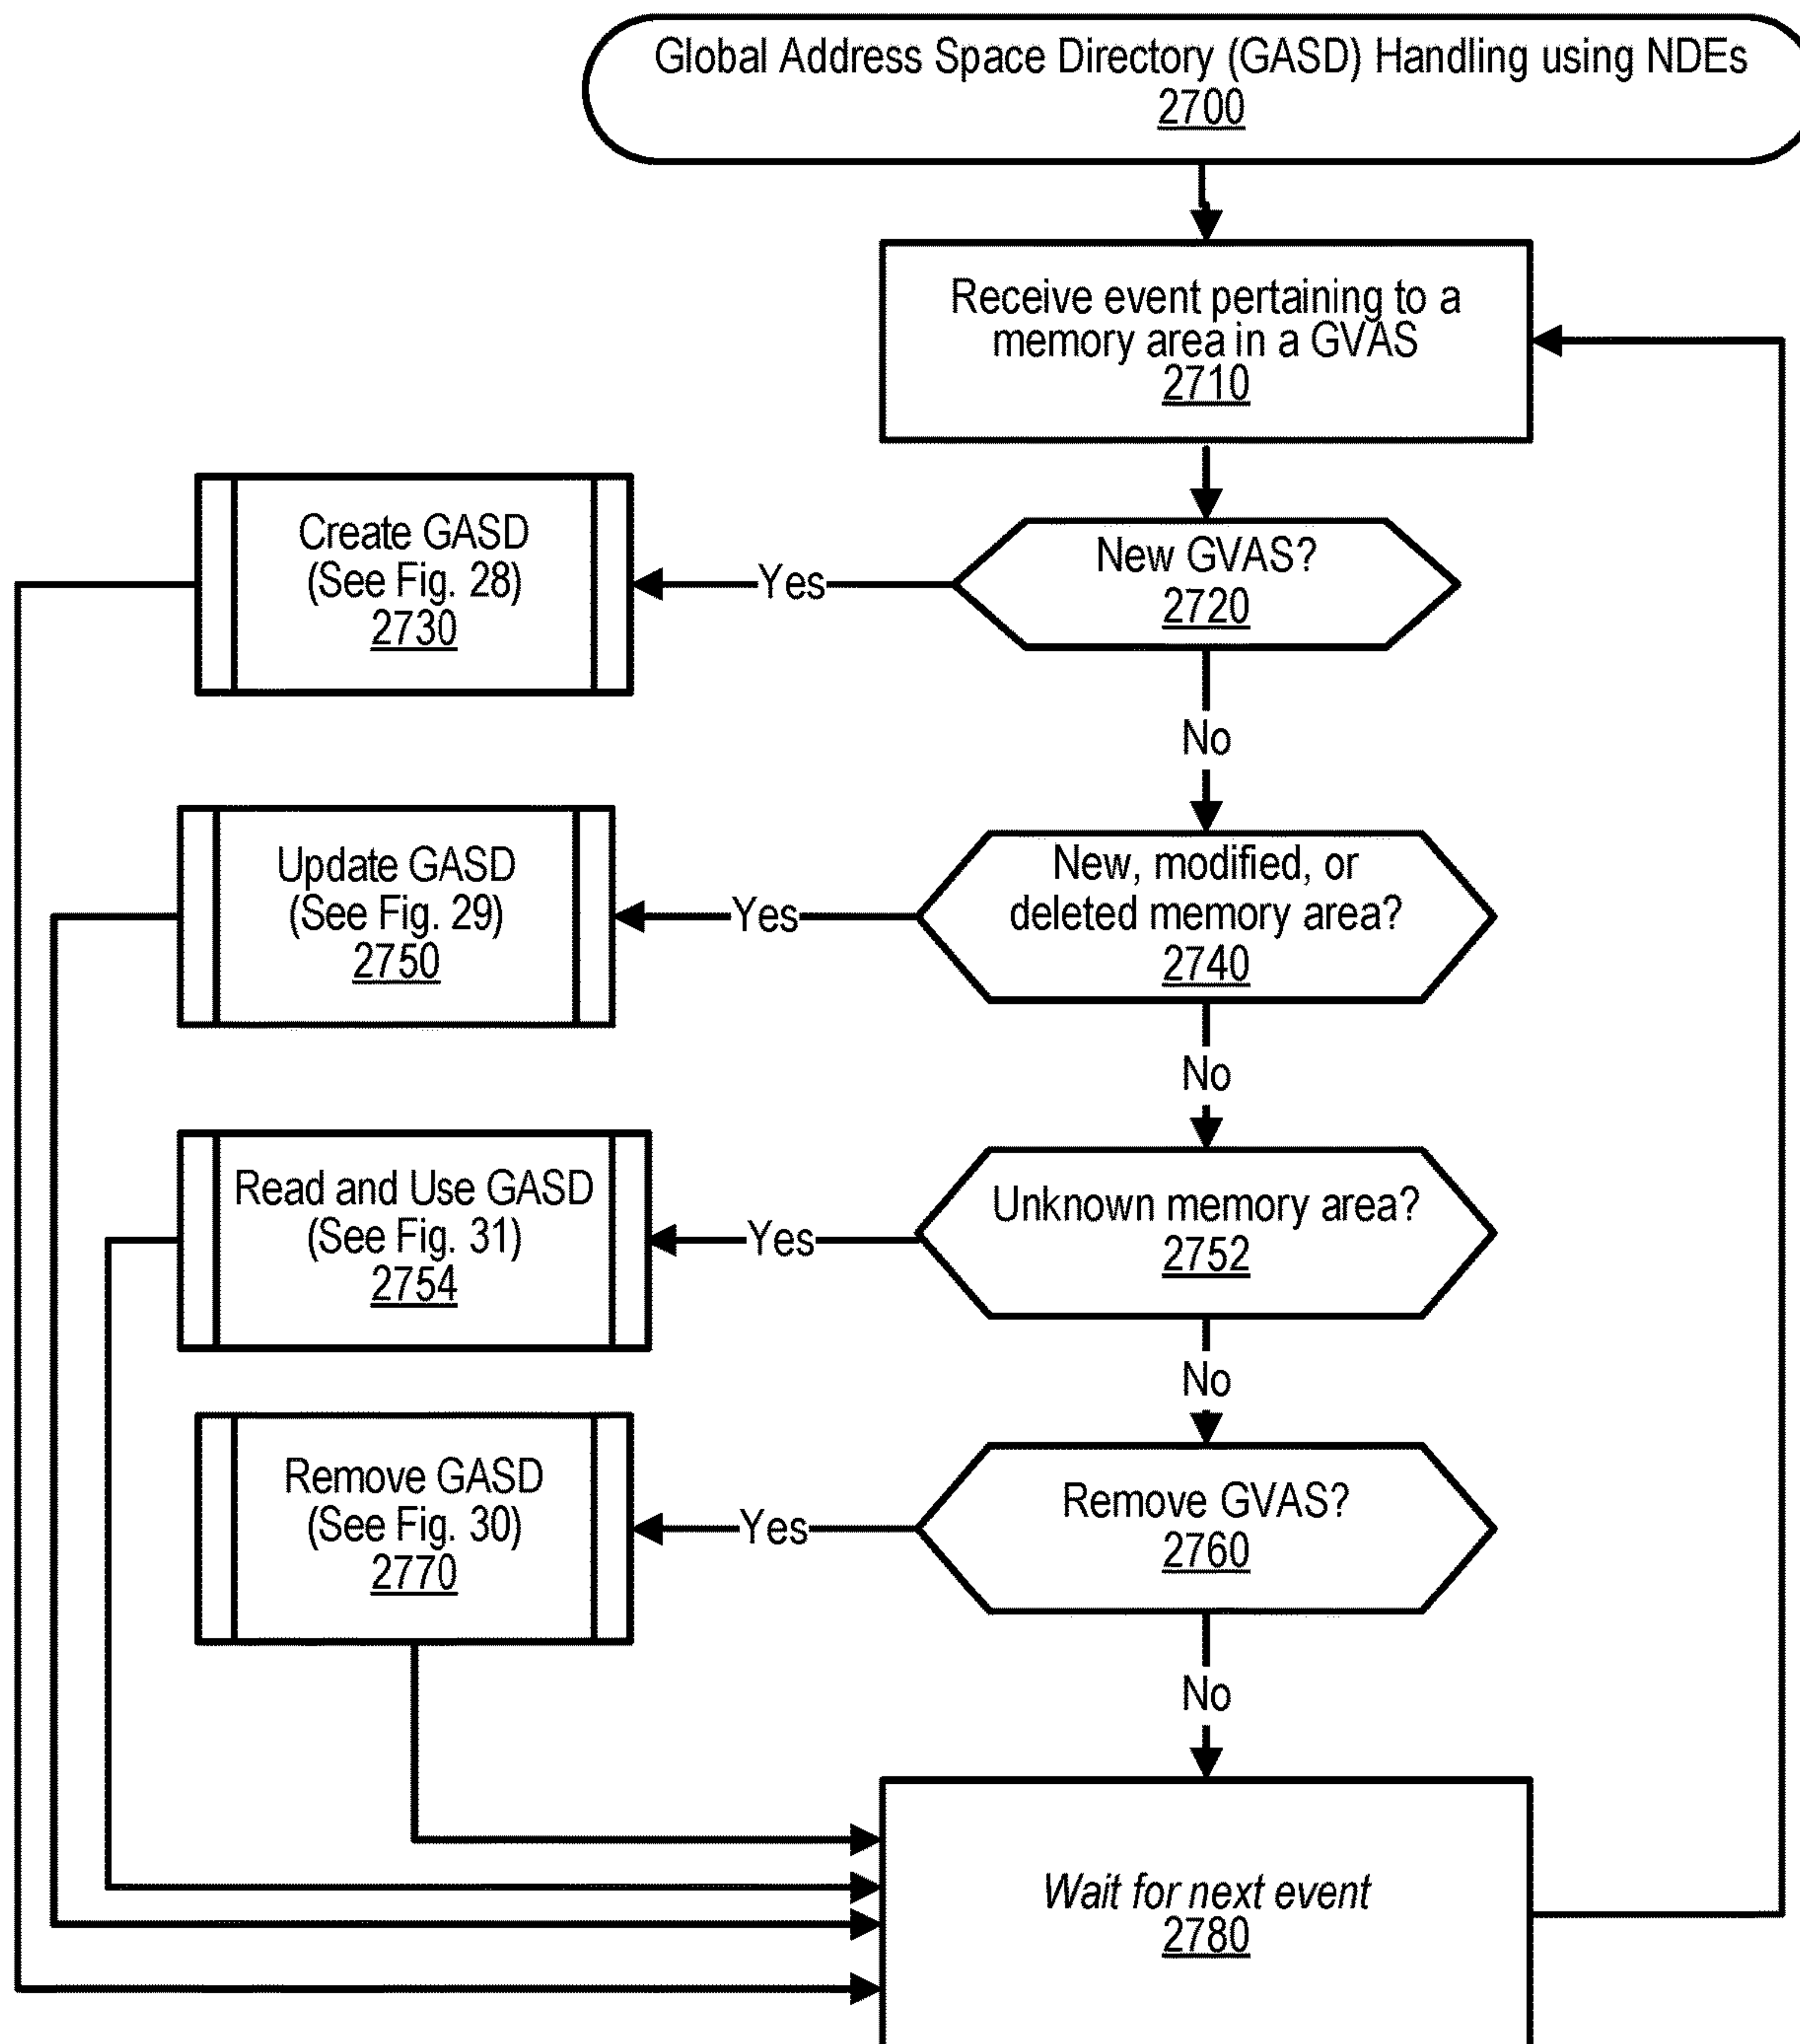 Global Address Space Directory (GASD) Handling using NDEs
2700
Receive event pertaining to a
memory area in a GVAS
2710
Create GASD
(See Fig. 28)
2730
Yes
New GVAS?
2720
No
Update GASD
(See Fig. 29)
2750
Yes
New, modified, or
deleted memory area?
2740
No
Read and Use GASD
(See Fig. 31)
2754
Yes
Unknown memory area?
2752
No
Remove GASD
(See Fig. 30)
2770
Yes
Remove GVAS?
2760
No
Wait for next event
2780